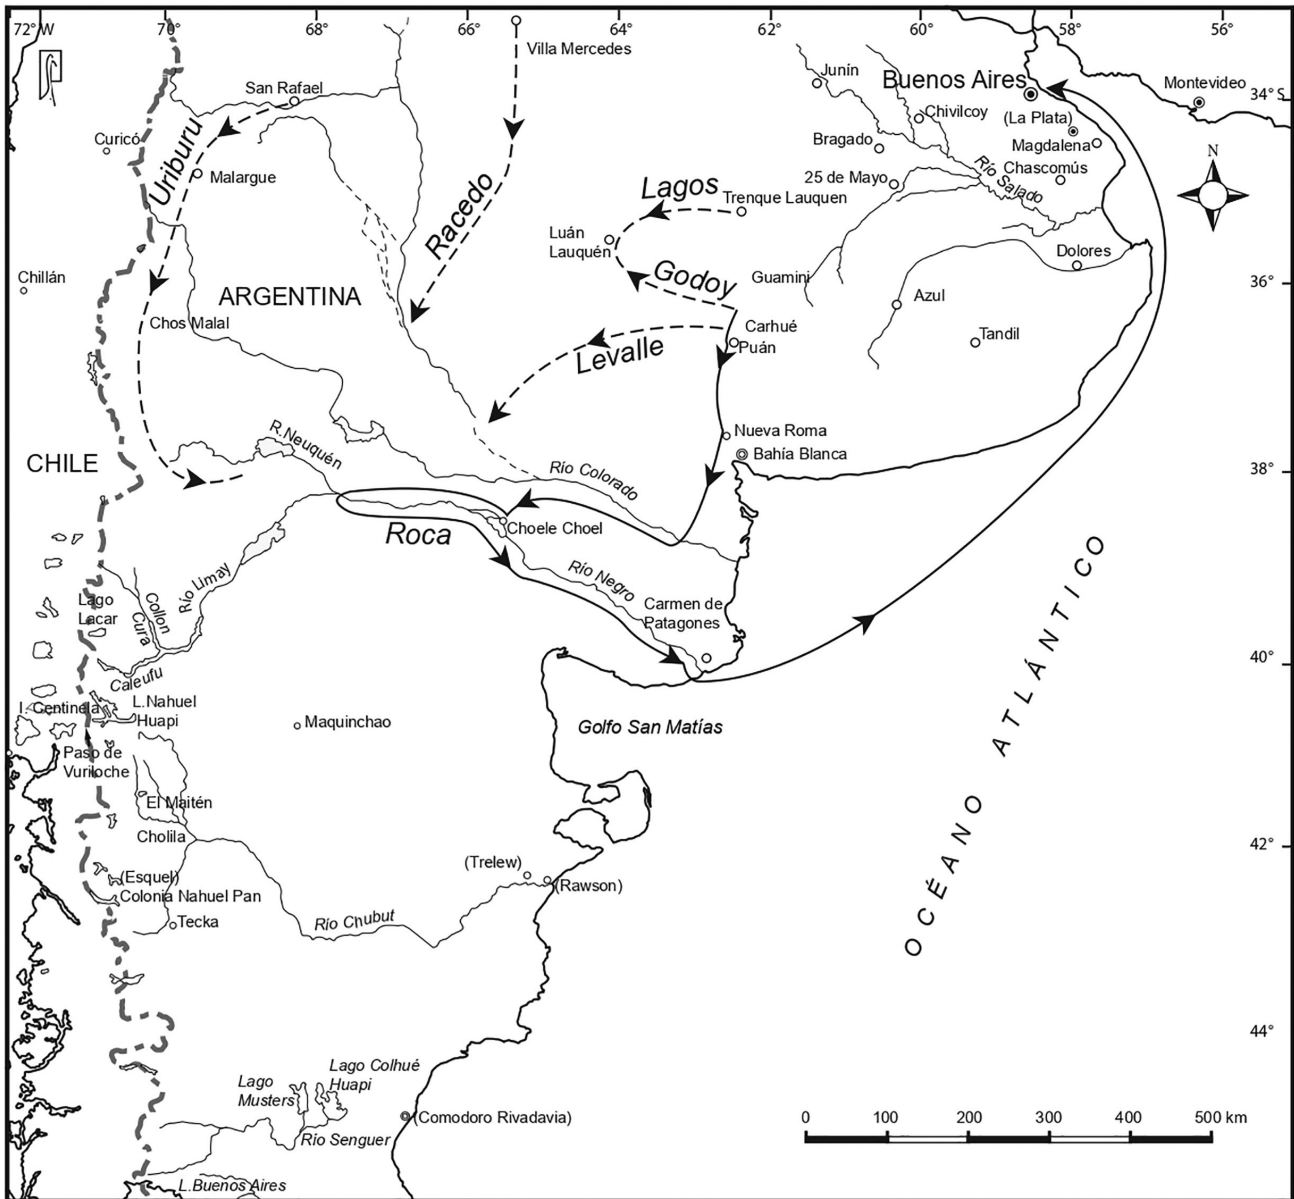 72°W 70° 68° 66° 64° 62° 60° 58° 56°
Villa Mercedes
Junín
Buenos Aires
Montevideo
34° S
San Rafael
Chivilcoy
(La Plata)
Curicó
Uriburu
Bragado
Magdalena
N
Malargue
Racedo
Lagos
25 de Mayo
Río Salado
Chascomús
Trenque Lauquen
Luán
Lauquén
Dolores
Chillán
Godoy
Guamini
36°
ARGENTINA
Azul
Chos Malal
Levalle
Carhué
Puán
Tandil
R.Neuquén
Nueva Roma
CHILE
Bahía Blanca
Río Colorado
38°
Roca
Choele Choel
Río Negro
Río Limay
Lago
Lacar
Collon
Cura
Carmen de
Patagones
OCÉANO ATLÁNTICO
Caleufu
40°
I. Centinela
L.Nahuel
Huapi
Maquinchao
Golfo San Matías
Paso de
Vuriloche
El Maitén
Cholila
42°
(Trelew)
(Esquel)
(Rawson)
Colonia Nahuel Pan
Tecka
Río Chubut
44°
Lago Colhué
Huapi
Lago
Musters
(Comodoro Rivadavia)
Río Senguer
0 100 200 300 400 500 km
L.Buenos Aires